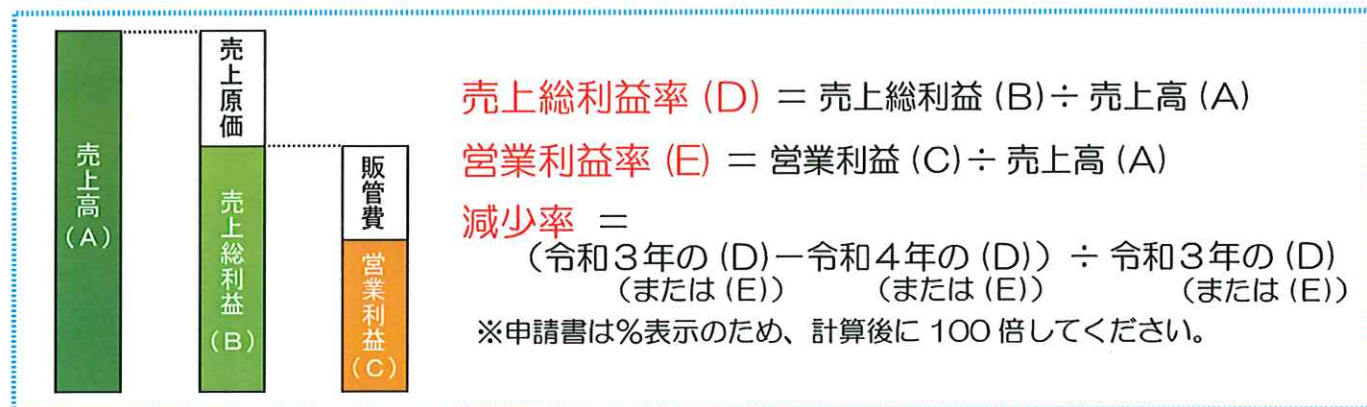 売上高(A)
売上原価
売上総利益(B)
販管費
営業利益(C)
売上総利益率(D) = 売上総利益(B)÷売上高(A)
営業利益率(E) = 営業利益(C)÷売上高(A)
減少率 =
(令和3年の(D)−令和4年の(D)) ÷ 令和3年の(D)
(または(E)) (または(E)) (または(E))
※申請書は%表示のため、計算後に100倍してください。